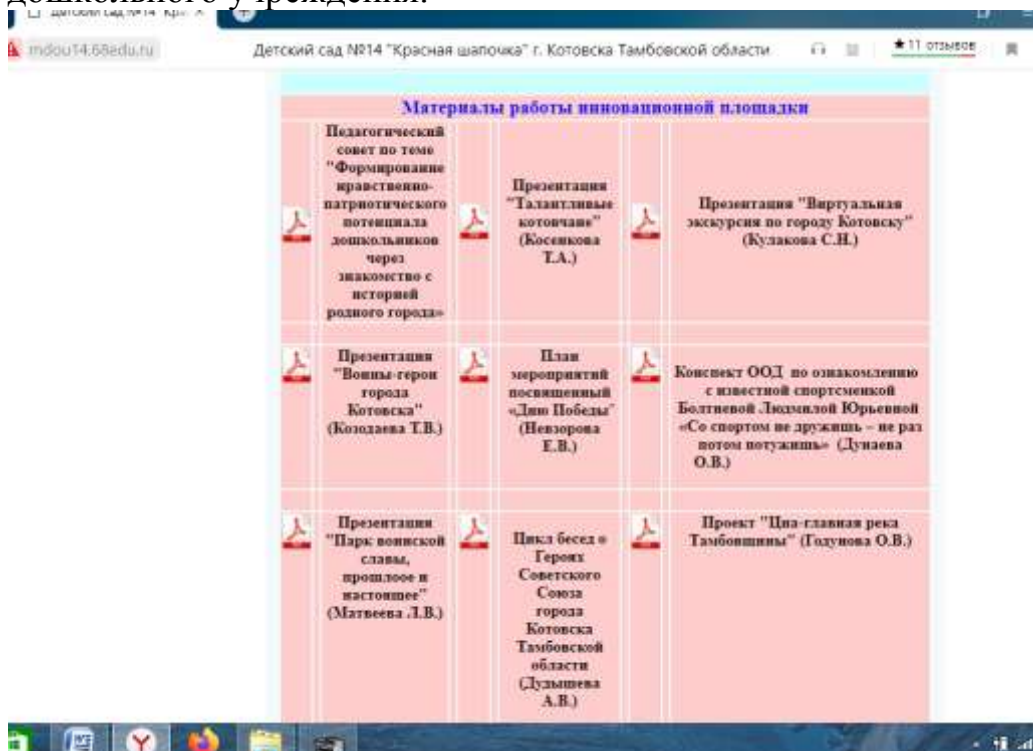 дошкольного учреждения.
Детский сад №14 "Кра
mdou14.68edu.ru Детский сад №14 "Красная шапочка" г. Котовска Тамбовской области ★ 11 отзывов
Материалы работы инновационной площадки
Педагогический
совет по теме
"Формирование
нравственно-
патриотического
потенциала
дошкольников
через
знакомство с
историей
родного города»
Презентация
"Талантливые
котовчане"
(Косенкова
Т.А.)
Презентация "Виртуальная
экскурсия по городу Котовску"
(Кулакова С.Н.)
Презентация
"Воины-герои
города
Котовска"
(Козодаева Т.В.)
План
мероприятий
посвященный
«Дню Победы"
(Невзорова
Е.В.)
Конспект ООД по ознакомлению
с известной спортсменкой
Болтневой Людмилой Юрьевной
«Со спортом не дружишь – не раз
потом потужишь» (Дунаева
О.В.)
Презентация
"Парк воинской
славы,
прошлое и
настоящее"
(Матвеева Л.В.)
Цикл бесед о
Героях
Советского
Союза
города
Котовска
Тамбовской
области
(Дудышева
А.В.)
Проект "Цна-главная река
Тамбовщины" (Годунова О.В.)